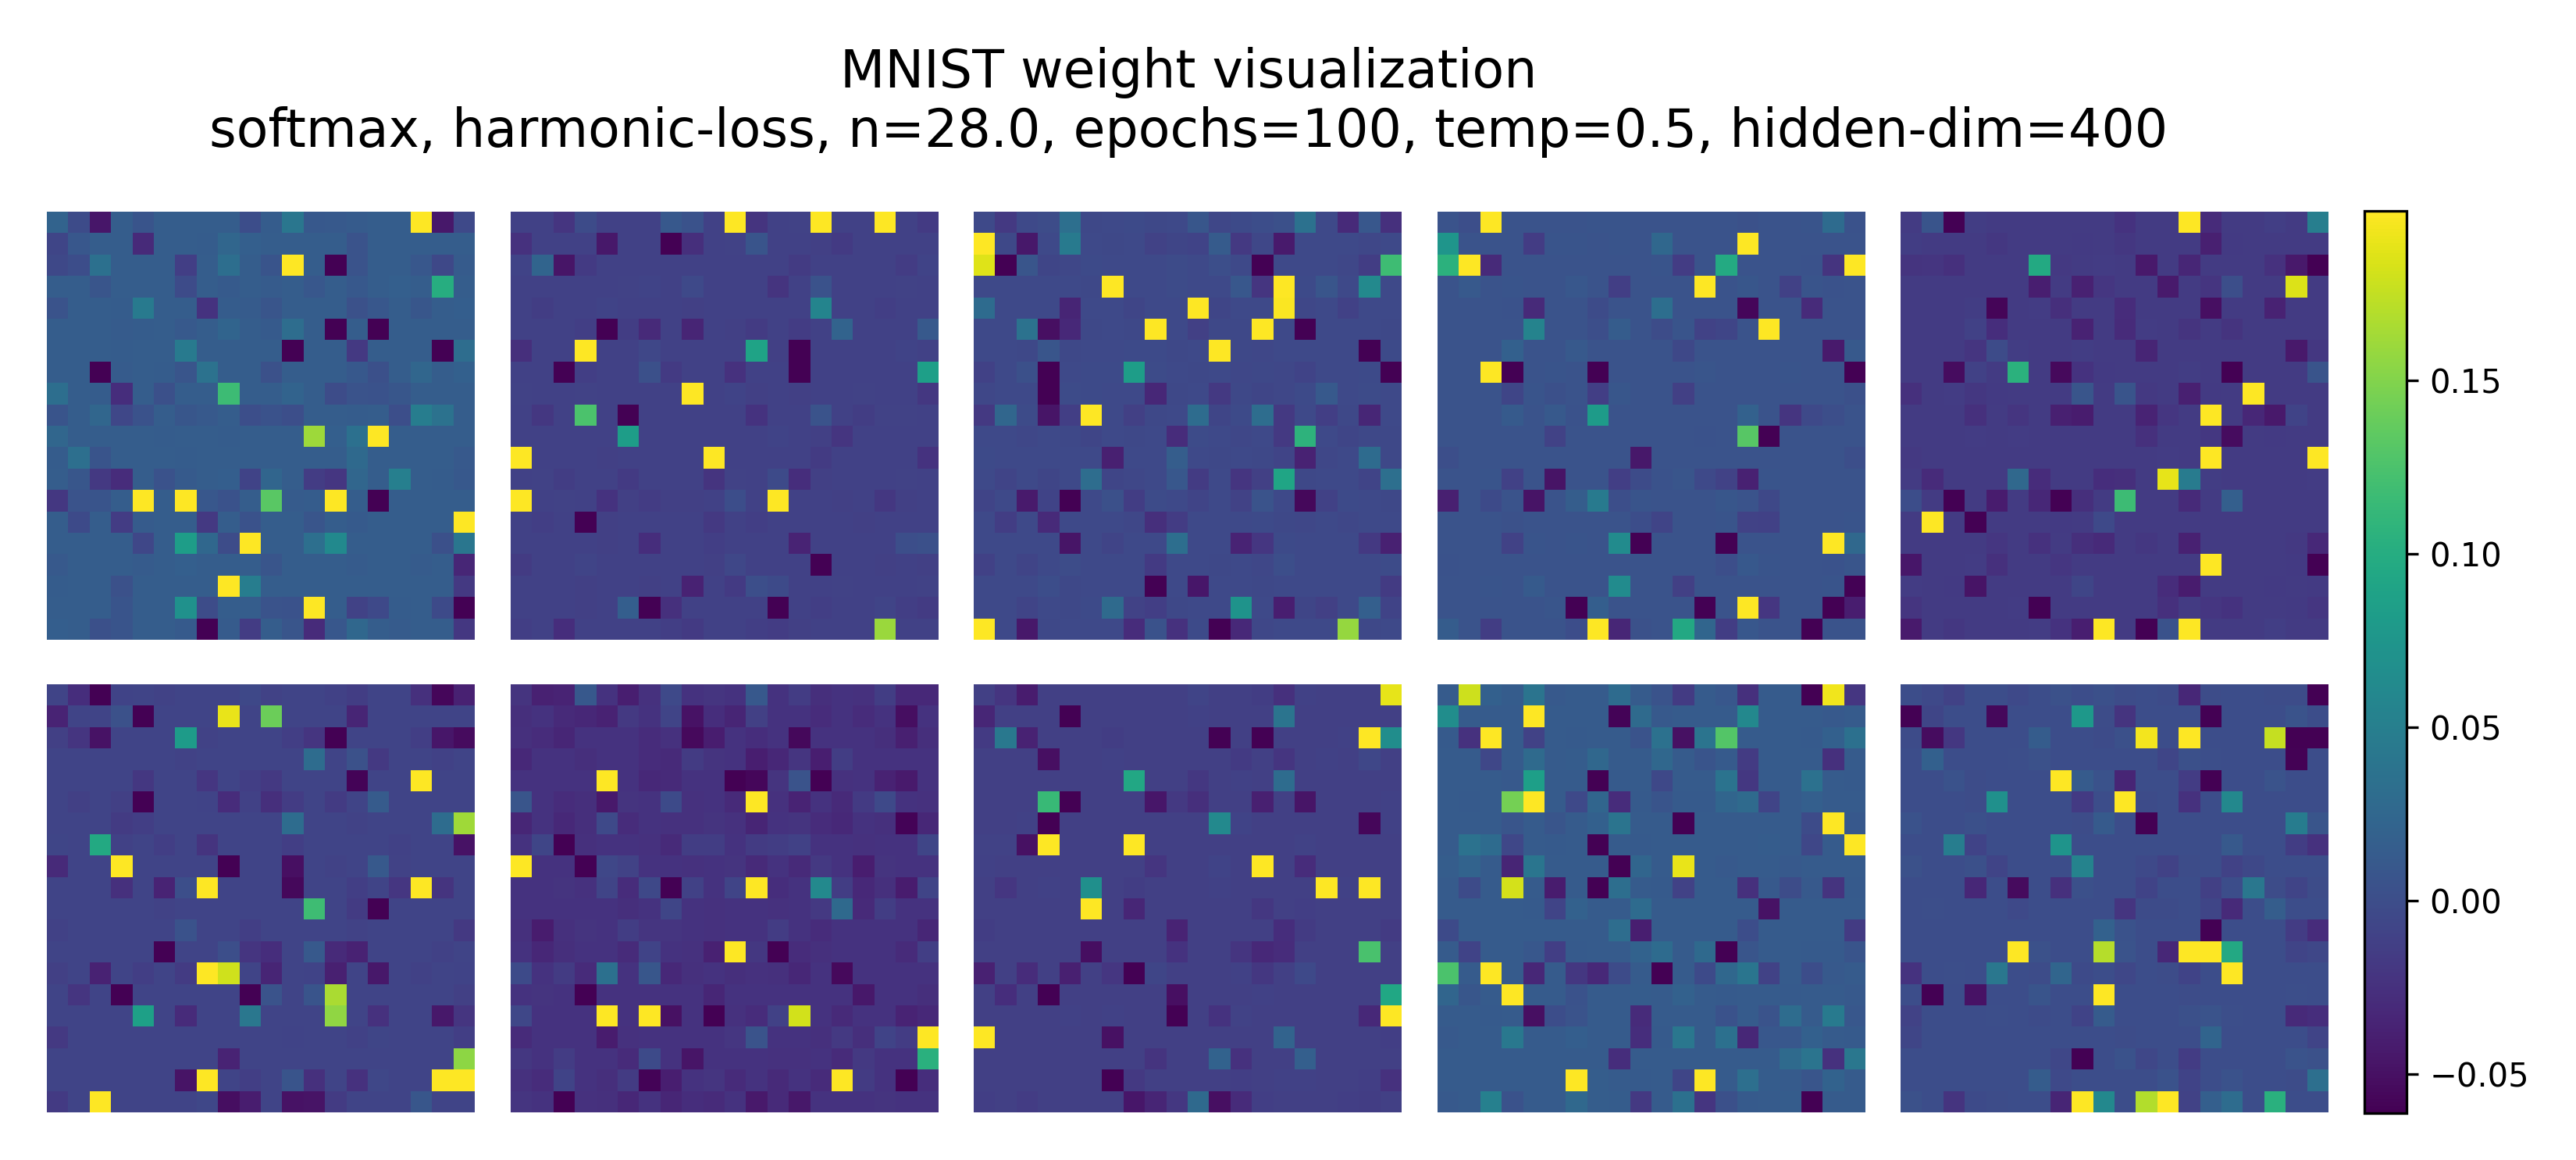 MNIST weight visualization
softmax, harmonic-loss, n=28.0, epochs=100, temp=0.5, hidden-dim=400
0.15
0.10
0.05
0.00
−0.05